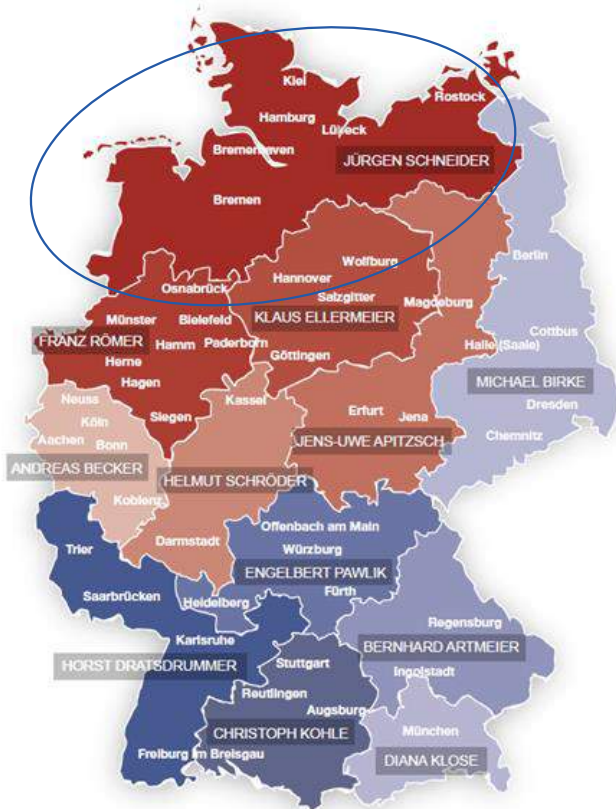 Kiel
Rostock
Hamburg
Lübeck
Bremerhaven
JÜRGEN SCHNEIDER
Bremen
Berlin
Wolfburg
Hannover
Osnabrück
Salzgitter
Magdeburg
Münster
Bielefeld
KLAUS ELLERMEIER
Cottbus
FRANZ RÖMER
Hamm
Paderborn
Halle (Saale)
Herne
Göttingen
MICHAEL BIRKE
Hagen
Dresden
Neuss
Kassel
Erfurt
Siegen
Jena
Köln
Chemnitz
Aachen
Bonn
JENS-UWE APITZSCH
ANDREAS BECKER
HELMUT SCHRÖDER
Koblenz
Offenbach am Main
Darmstadt
Trier
Würzburg
ENGELBERT PAWLIK
Saarbrücken
Heidelberg
Fürth
Regensburg
Karlsruhe
BERNHARD ARTMEIER
HORST DRATSDRUMMER
Stuttgart
Ingolstadt
Reutlingen
Augsburg
CHRISTOPH KOHLE
München
Freiburg im Breisgau
DIANA KLOSE